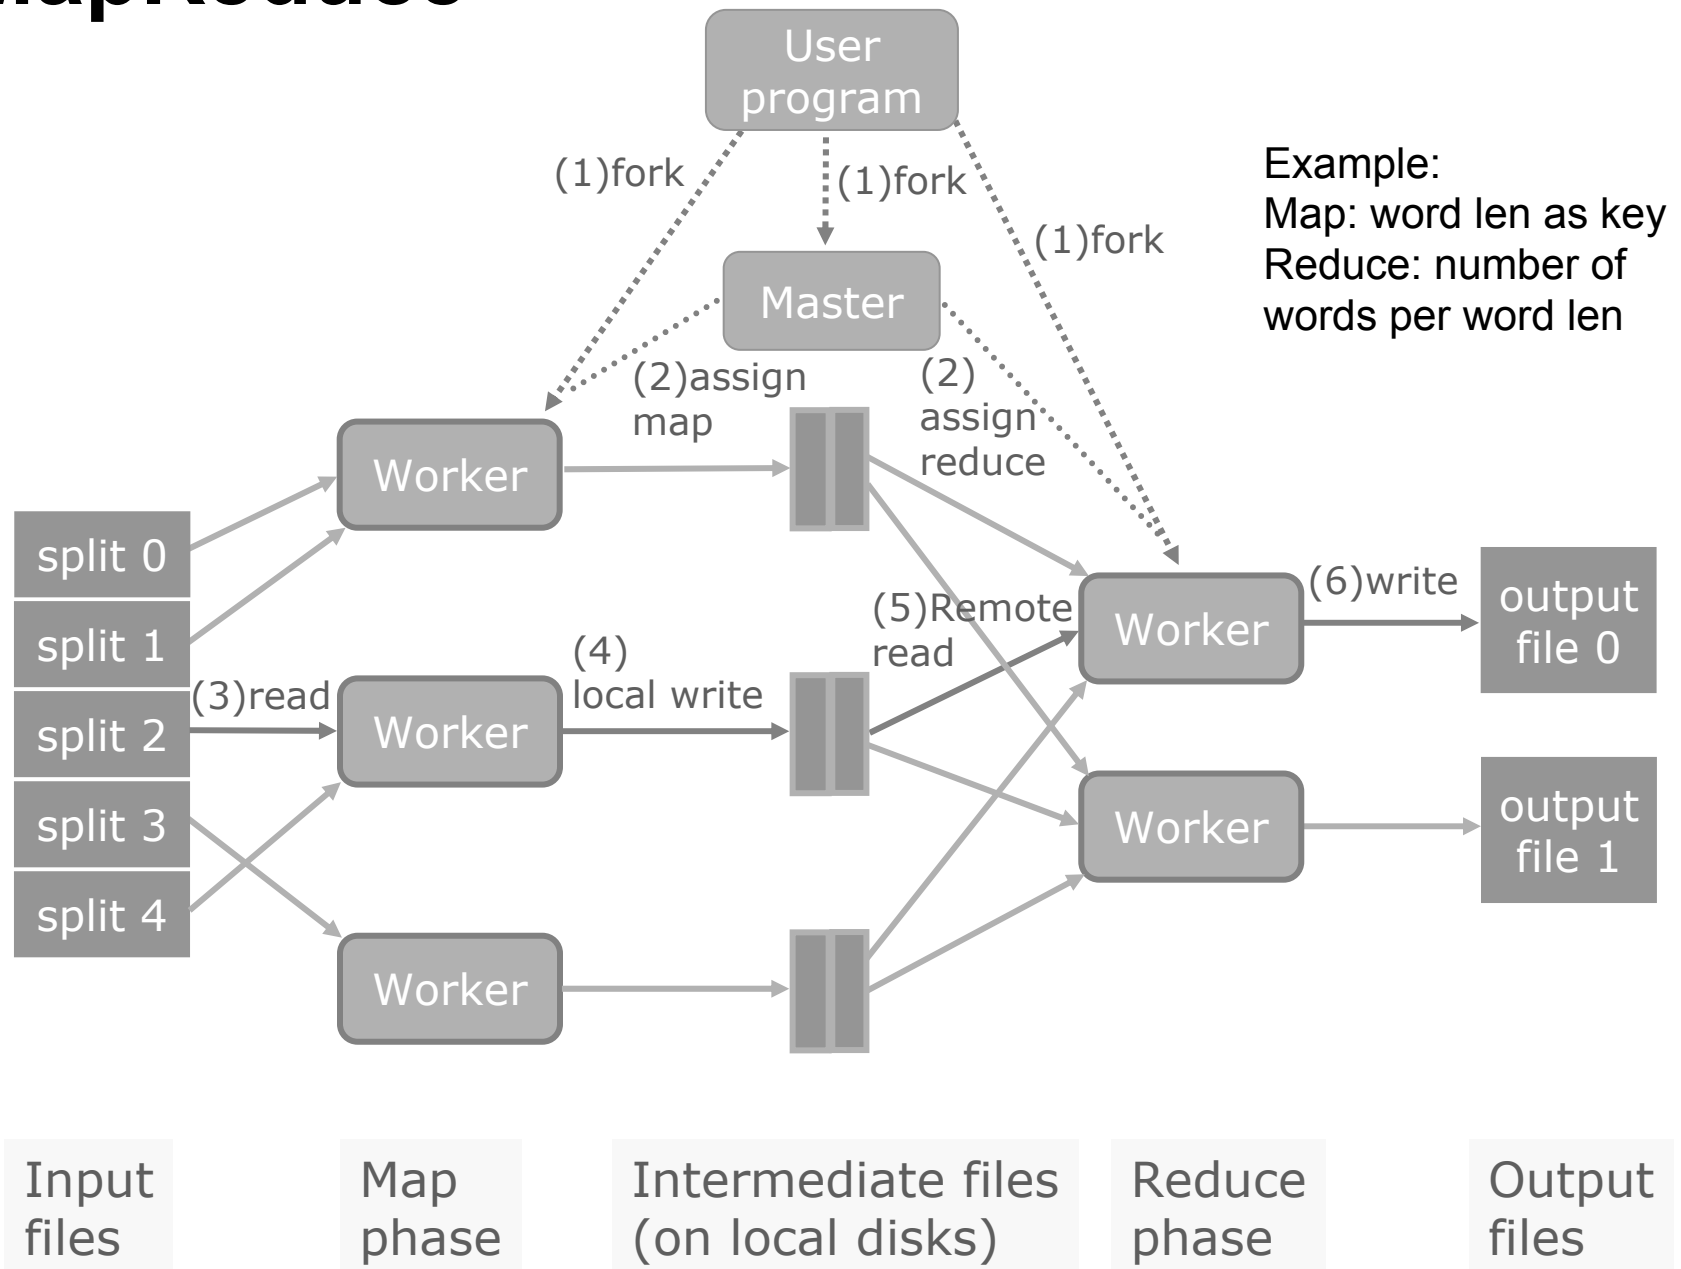 MapReduce
User
program
(1)fork
(1)fork
(1)fork
Example:
Map: word len as key
Reduce: number of
words per word len
Master
(2)assign
map
(2)
assign
reduce
Worker
split 0
split 1
split 2
split 3
split 4
(3)read
Worker
(4)
local write
(5)Remote
read
Worker
(6)write
output
file 0
Worker
output
file 1
Worker
Input
files
Map
phase
Intermediate files
(on local disks)
Reduce
phase
Output
files